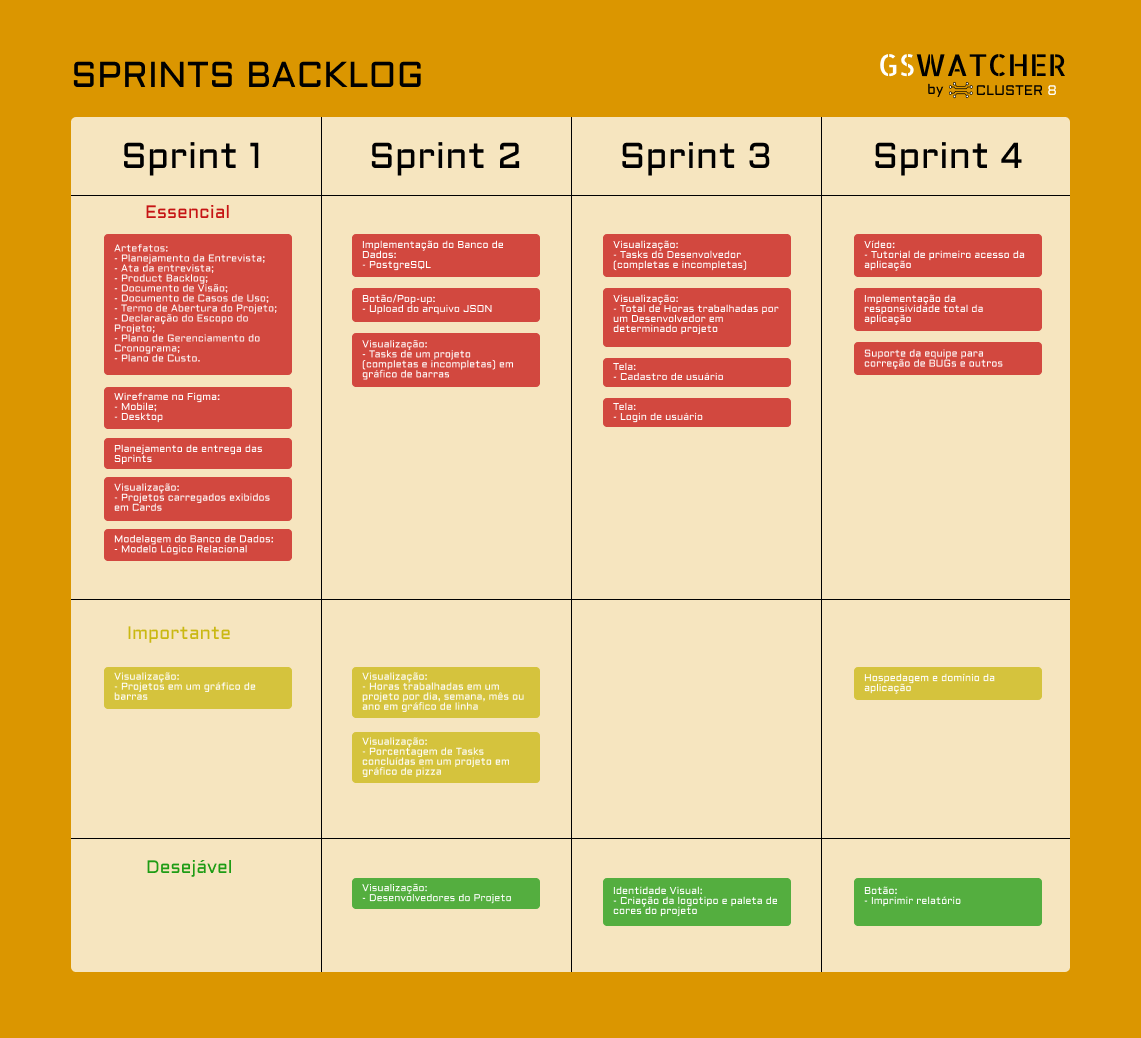 SPRINTS BACKLOG
GSWATCHER
by CLUSTER 8
Sprint 1
Sprint 2
Sprint 3
Sprint 4
Essencial
Artefatos:
- Planejamento da Entrevista;
- Ata da entrevista;
- Product Backlog;
- Documento de Visão;
- Documento de Casos de Uso;
- Termo de Abertura do Projeto;
- Declaração do Escopo do
Projeto;
- Plano de Gerenciamento do
Cronograma;
- Plano de Custo.
Wireframe no Figma:
- Mobile;
- Desktop
Planejamento de entrega das
Sprints
Visualização:
- Projetos carregados exibidos
em Cards
Modelagem do Banco de Dados:
- Modelo Lógico Relacional
Implementação do Banco de
Dados:
- PostgreSQL
Botão/Pop-up:
- Upload do arquivo JSON
Visualização:
- Tasks de um projeto
(completas e incompletas) em
gráfico de barras
Visualização:
- Tasks do Desenvolvedor
(completas e incompletas)
Visualização:
- Total de Horas trabalhadas por
um Desenvolvedor em
determinado projeto
Tela:
- Cadastro de usuário
Tela:
- Login de usuário
Vídeo:
- Tutorial de primeiro acesso da
aplicação
Implementação da
responsividade total da
aplicação
Suporte da equipe para
correção de BUGs e outros
Importante
Visualização:
- Projetos em um gráfico de
barras
Visualização:
- Horas trabalhadas em um
projeto por dia, semana, mês ou
ano em gráfico de linha
Visualização:
- Porcentagem de Tasks
concluídas em um projeto em
gráfico de pizza
Hospedagem e domínio da
aplicação
Desejável
Visualização:
- Desenvolvedores do Projeto
Identidade Visual:
- Criação da logotipo e paleta de
cores do projeto
Botão:
- Imprimir relatório